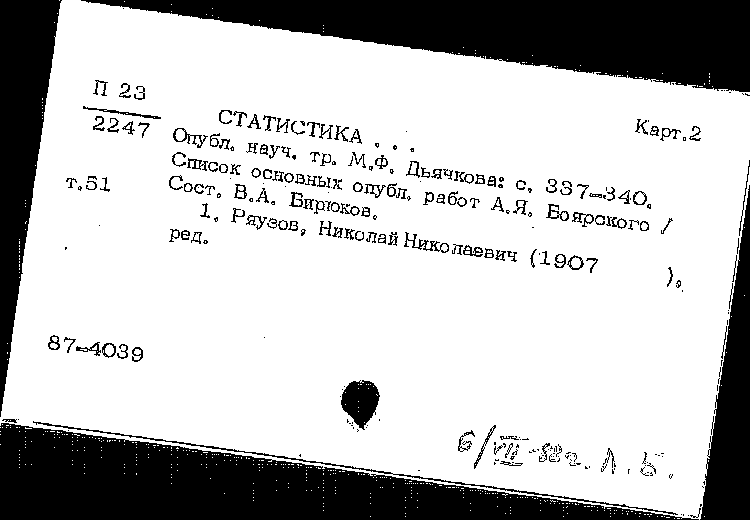 П 23
2247
т.51
СТАТИСТИКА . . .
Карт.2
Опубл. науч. тр. М.Ф. Дьячкова: с. 337-340.
Список основных опубл. работ А.Я. Боярского /
Сост. В.А. Бирюков.
1. Ряузов, Николай Николаевич (1907 ).
ред.
87-4039
6/VII-88г. Л.Б.